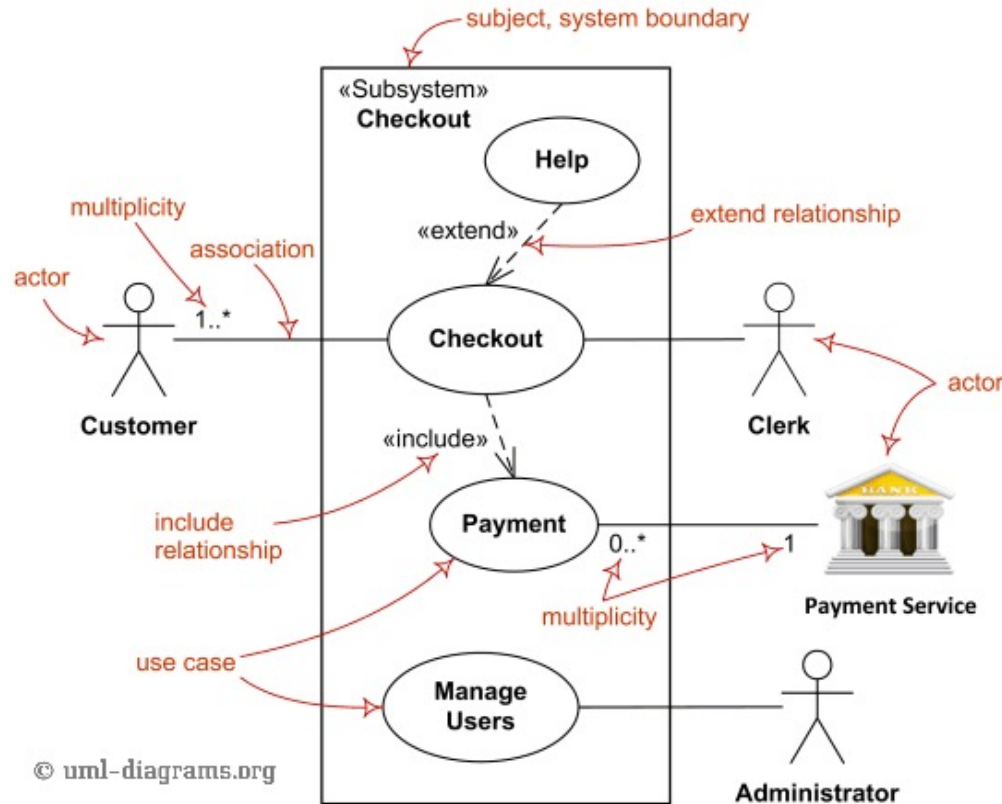 subject, system boundary
«Subsystem»
Checkout
Help
multiplicity
«extend»
extend relationship
association
actor
1..*
Checkout
Customer
Clerk
actor
«include»
BANK
include
relationship
Payment
0..*
1
multiplicity
Payment Service
use case
Manage
Users
© uml-diagrams.org
Administrator